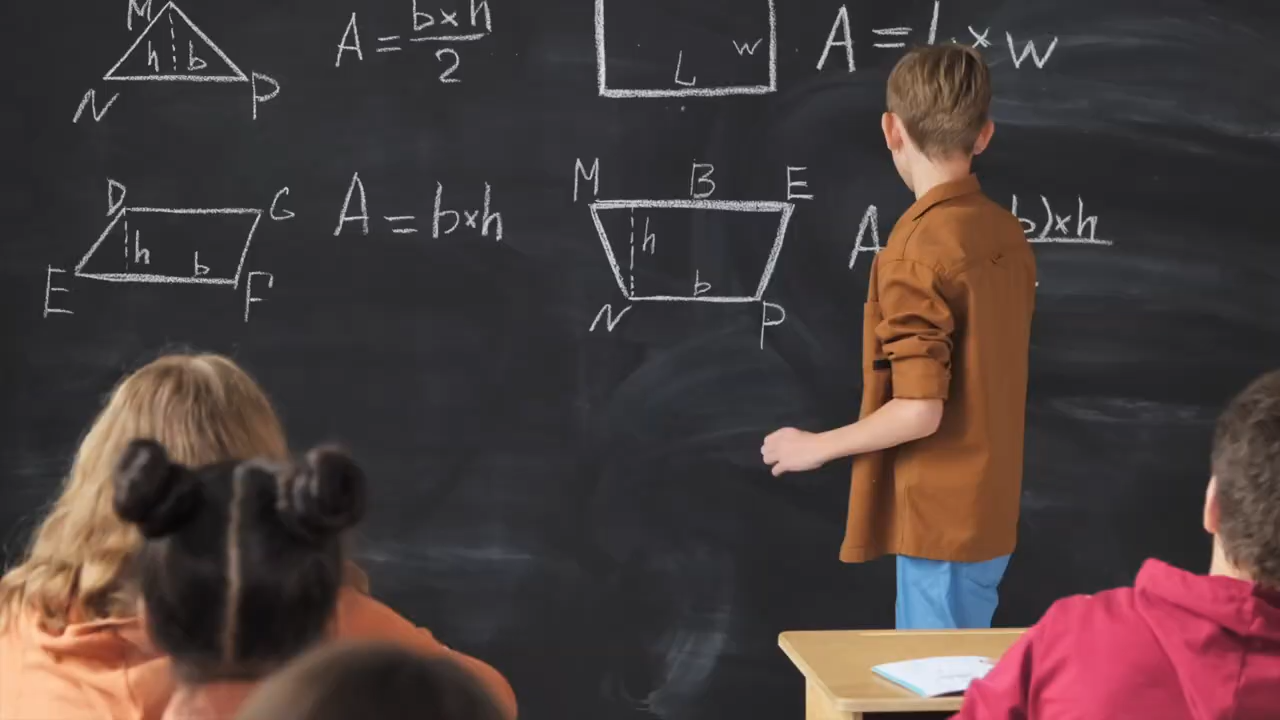 M
h b
N P
A = b×h
2
w
L
A = L× w
D G
h b
E F
A = b×h
M B E
h
b
N P
A b)×h